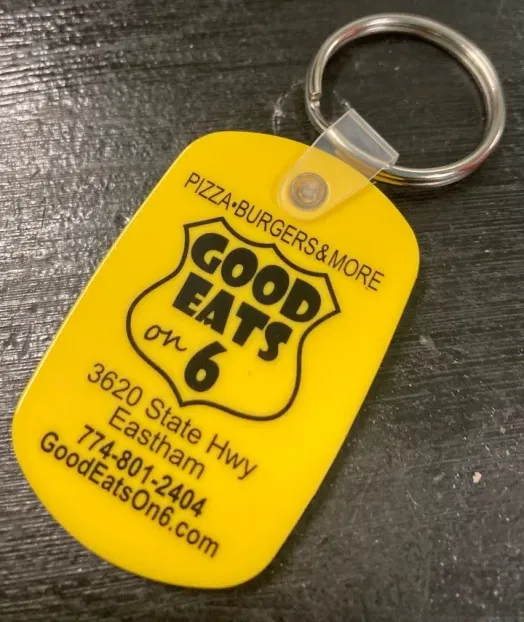 PIZZA•BURGERS&MORE
GOOD
EATS
on
6
3620 State Hwy
Eastham
774-801-2404
GoodEatsOn6.com